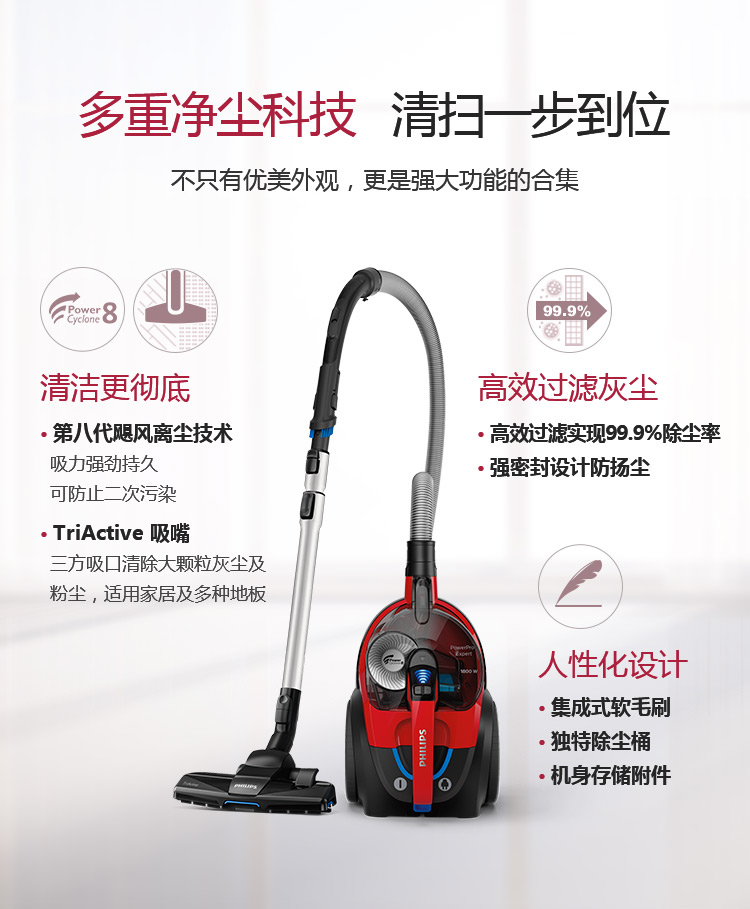 多重净尘科技 清扫一步到位
不只有优美外观，更是强大功能的合集
Power
Cyclone 8
清洁更彻底
• 第八代飓风离尘技术
吸力强劲持久
可防止二次污染
• TriActive 吸嘴
三方吸口清除大颗粒灰尘及
粉尘，适用家居及多种地板
99.9%
高效过滤灰尘
• 高效过滤实现99.9%除尘率
• 强密封设计防扬尘
人性化设计
• 集成式软毛刷
• 独特除尘桶
• 机身存储附件
PowerPro
Expert
1800 W
Power
PHILIPS
PHILIPS